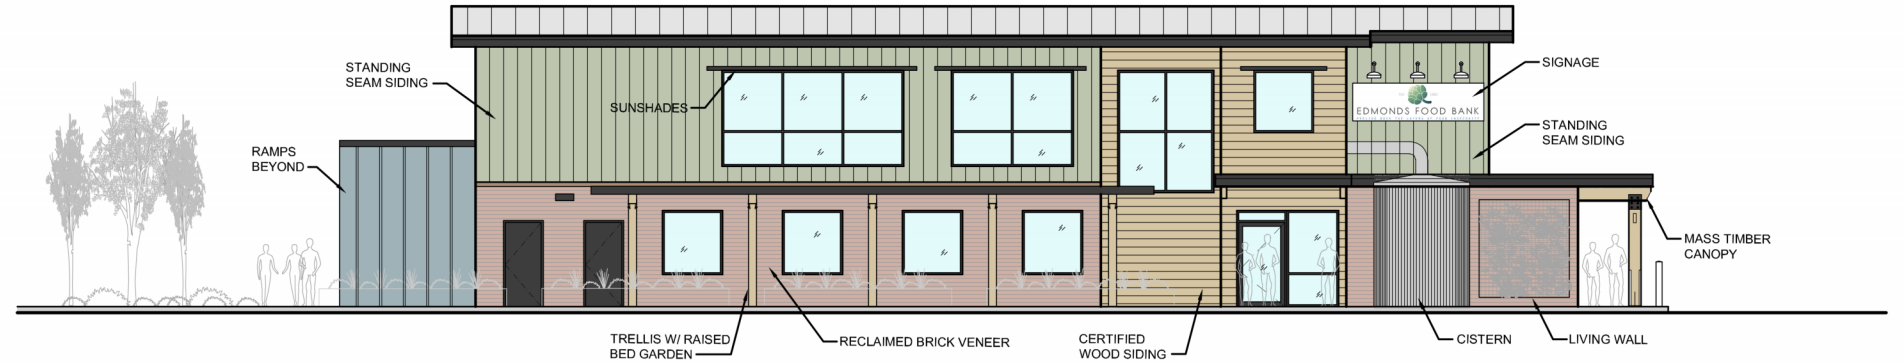 STANDING
SEAM SIDING
SUNSHADES
RAMPS
BEYOND
SIGNAGE
EDMONDS FOOD BANK
STANDING
SEAM SIDING
MASS TIMBER
CANOPY
TRELLIS W/ RAISED
BED GARDEN
RECLAIMED BRICK VENEER
CERTIFIED
WOOD SIDING
CISTERN
LIVING WALL